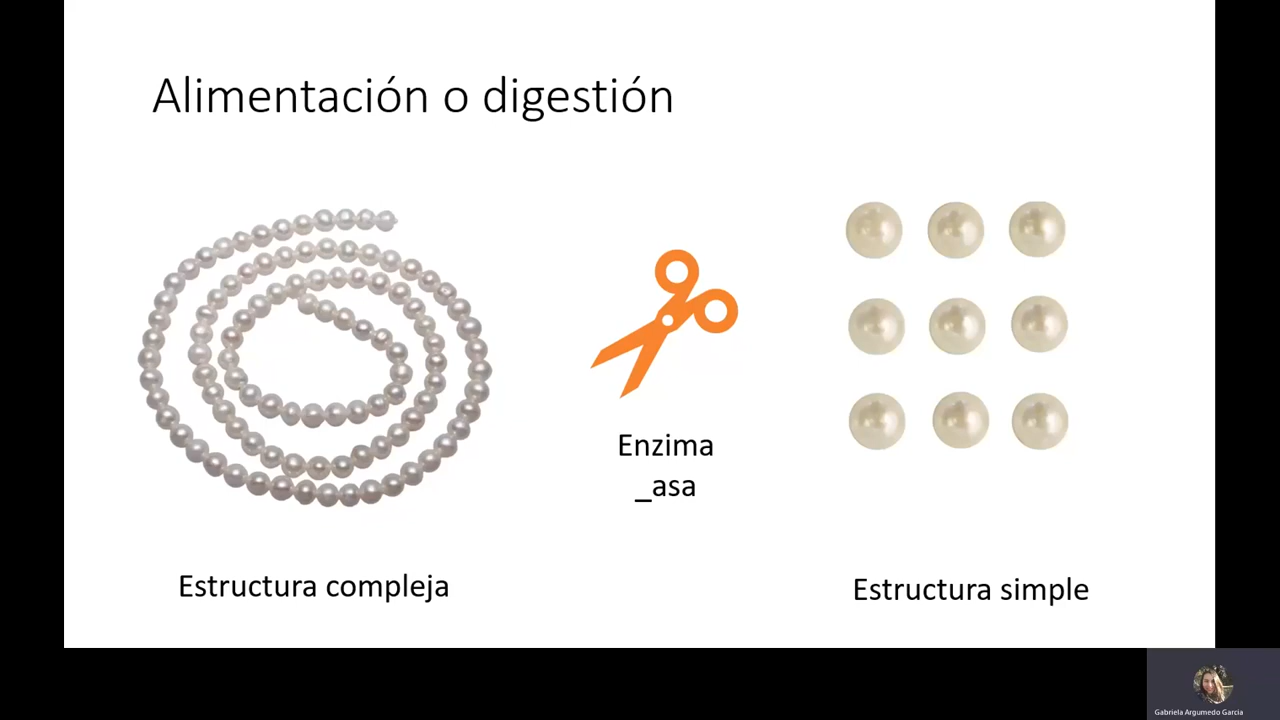 Alimentación o digestión
Enzima
_asa
Estructura compleja
Estructura simple
Gabriela Argumedo Garcia